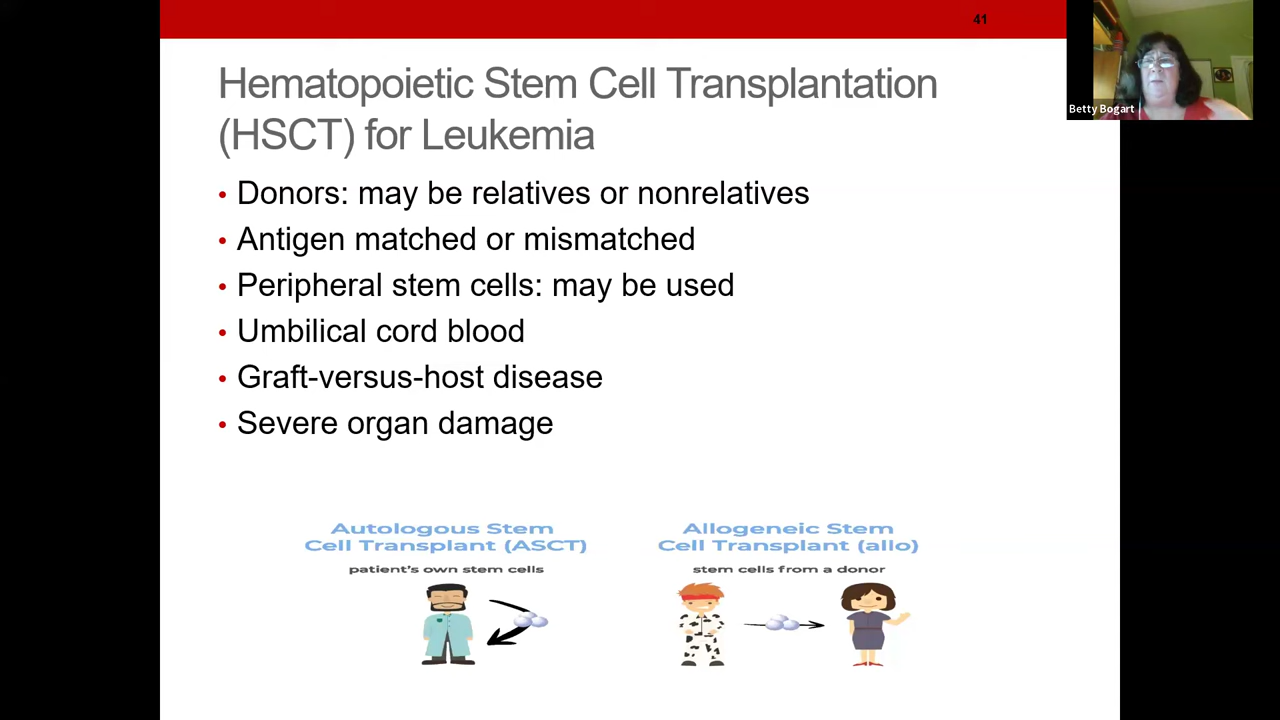 41
Betty Bogart
Hematopoietic Stem Cell Transplantation
(HSCT) for Leukemia
• Donors: may be relatives or nonrelatives
• Antigen matched or mismatched
• Peripheral stem cells: may be used
• Umbilical cord blood
• Graft-versus-host disease
• Severe organ damage
Autologous Stem
Cell Transplant (ASCT)
patient's own stem cells
Allogeneic Stem
Cell Transplant (allo)
stem cells from a donor